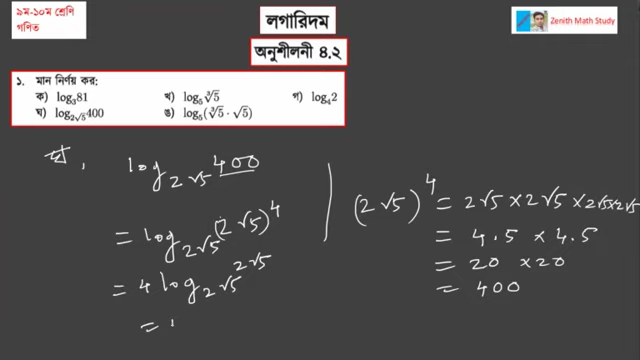 ৯ম-১০ম শ্রেণি
গণিত
লগারিদম
অনুশীলনী ৪.২
Zenith Math Study
১. মান নির্ণয় কর:
ক) log₃81 খ) log₅∛5 গ) log₄2
ঘ) log₂√₅400 ঙ) log₅(∛5 · √5)
ঘ, log₂√₅ 400
= log₂√₅ (2√5)⁴
= 4 log₂√₅ 2√5
=
(2√5)⁴ = 2√5 × 2√5 × 2√5 × 2√5
= 4.5 × 4.5
= 20 × 20
= 400